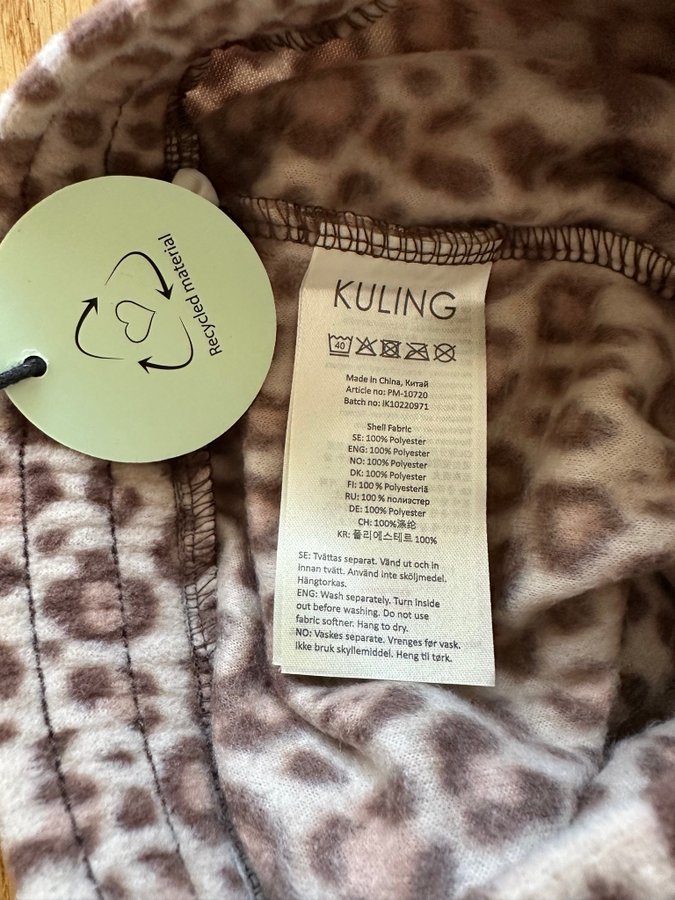 Recycled material
KULING
40
Made in China, Китай
Article no: PM-10720
Batch no: IK10220971
Shell Fabric
SE: 100% Polyester
ENG: 100% Polyester
NO: 100% Polyester
DK: 100% Polyester
FI: 100 % Polyesteriä
RU: 100 % полиэстер
DE: 100% Polyester
CH: 100%涤纶
KR: 폴리에스테르 100%
SE: Tvättas separat. Vänd ut och in
innan tvätt. Använd inte sköljmedel.
Hängtorkas.
ENG: Wash separately. Turn inside
out before washing. Do not use
fabric softner. Hang to dry.
NO: Vaskes separate. Vrenges før vask.
Ikke bruk skyllemiddel. Heng til tørk.